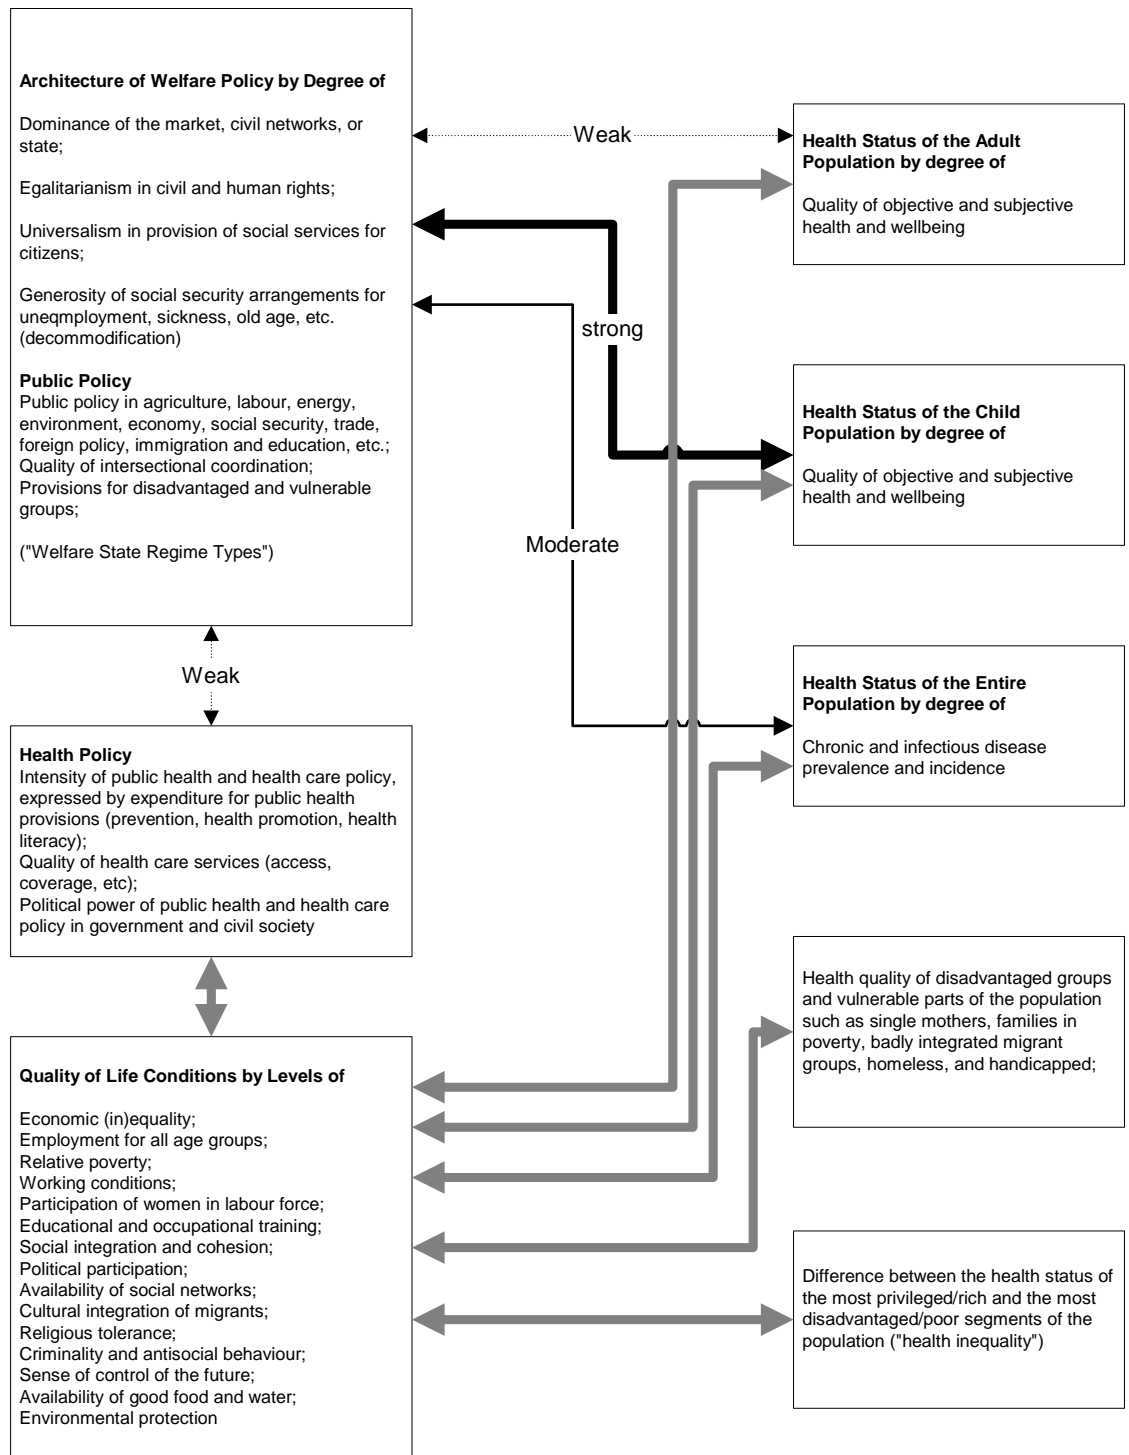 Architecture of Welfare Policy by Degree of
Dominance of the market, civil networks, or
state;
Egalitarianism in civil and human rights;
Universalism in provision of social services for
citizens;
Generosity of social security arrangements for
uneqmployment, sickness, old age, etc.
(decommodification)
Public Policy
Public policy in agriculture, labour, energy,
environment, economy, social security, trade,
foreign policy, immigration and education, etc.;
Quality of intersectional coordination;
Provisions for disadvantaged and vulnerable
groups;
("Welfare State Regime Types")
Weak
Health Policy
Intensity of public health and health care policy,
expressed by expenditure for public health
provisions (prevention, health promotion, health
literacy);
Quality of health care services (access,
coverage, etc);
Political power of public health and health care
policy in government and civil society
Quality of Life Conditions by Levels of
Economic (in)equality;
Employment for all age groups;
Relative poverty;
Working conditions;
Participation of women in labour force;
Educational and occupational training;
Social integration and cohesion;
Political participation;
Availability of social networks;
Cultural integration of migrants;
Religious tolerance;
Criminality and antisocial behaviour;
Sense of control of the future;
Availability of good food and water;
Environmental protection
Weak
strong
Moderate
Health Status of the Adult
Population by degree of
Quality of objective and subjective
health and wellbeing
Health Status of the Child
Population by degree of
Quality of objective and subjective
health and wellbeing
Health Status of the Entire
Population by degree of
Chronic and infectious disease
prevalence and incidence
Health quality of disadvantaged groups
and vulnerable parts of the population
such as single mothers, families in
poverty, badly integrated migrant
groups, homeless, and handicapped;
Difference between the health status of
the most privileged/rich and the most
disadvantaged/poor segments of the
population ("health inequality")